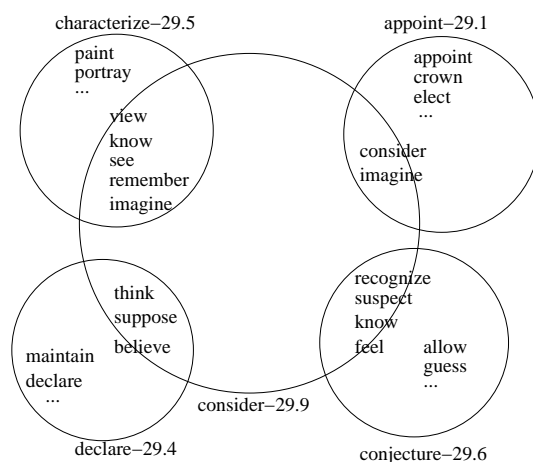 characterize–29.5
paint
portray
...
view
know
see
remember
imagine
appoint–29.1
appoint
crown
elect
...
consider
imagine
think
suppose
believe
maintain
declare
...
declare–29.4
consider–29.9
recognize
suspect
know
feel
allow
guess
...
conjecture–29.6